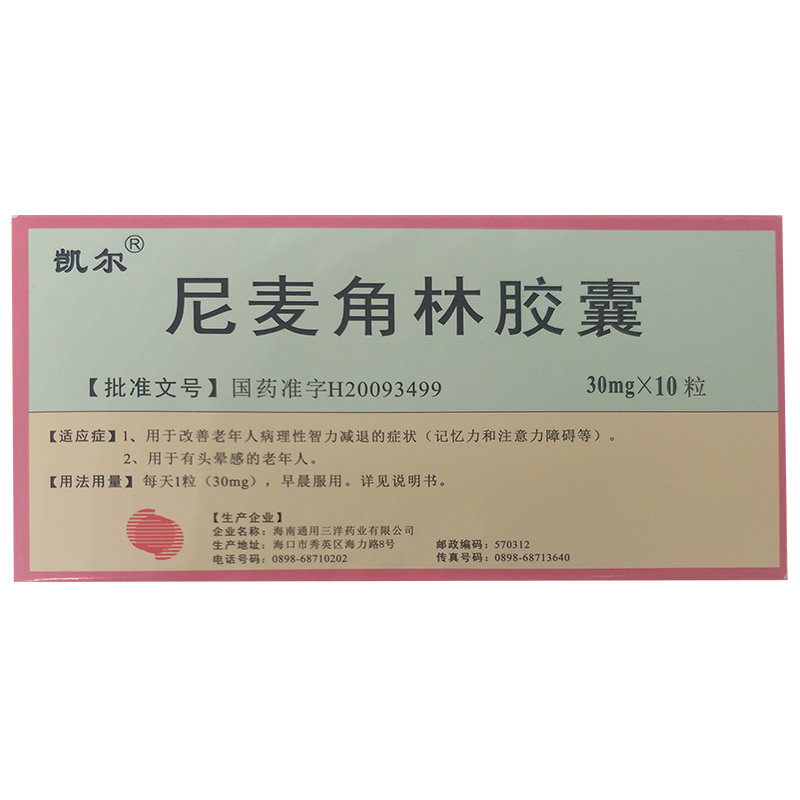 凯尔®
尼麦角林胶囊
【批准文号】国药准字H20093499
30mg×10粒
【适应症】1、用于改善老年人病理性智力减退的症状（记忆力和注意力障碍等）。
2、用于有头晕感的老年人。
【用法用量】每天1粒（30mg），早晨服用。详见说明书。
【生产企业】
企业名称：海南通用三洋药业有限公司
生产地址：海口市秀英区海力路8号 邮政编码：570312
电话号码：0898-68710202 传真号码：0898-68713640